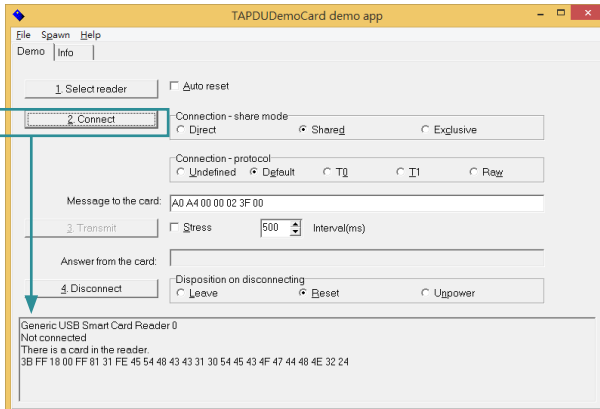 TAPDUDemoCard demo app
File Spawn Help
Demo Info
1. Select reader Auto reset
2. Connect Connection - share mode
Direct Shared Exclusive
Connection - protocol
Undefined Default T0 T1 Raw
Message to the card: A0 A4 00 00 02 3F 00
3. Transmit Stress 500 Interval(ms)
Answer from the card:
4. Disconnect Disposition on disconnecting
Leave Reset Unpower
Generic USB Smart Card Reader 0
Not connected
There is a card in the reader.
3B FF 18 00 FF 81 31 FE 45 54 48 43 43 31 30 54 45 43 4F 47 44 48 4E 32 24